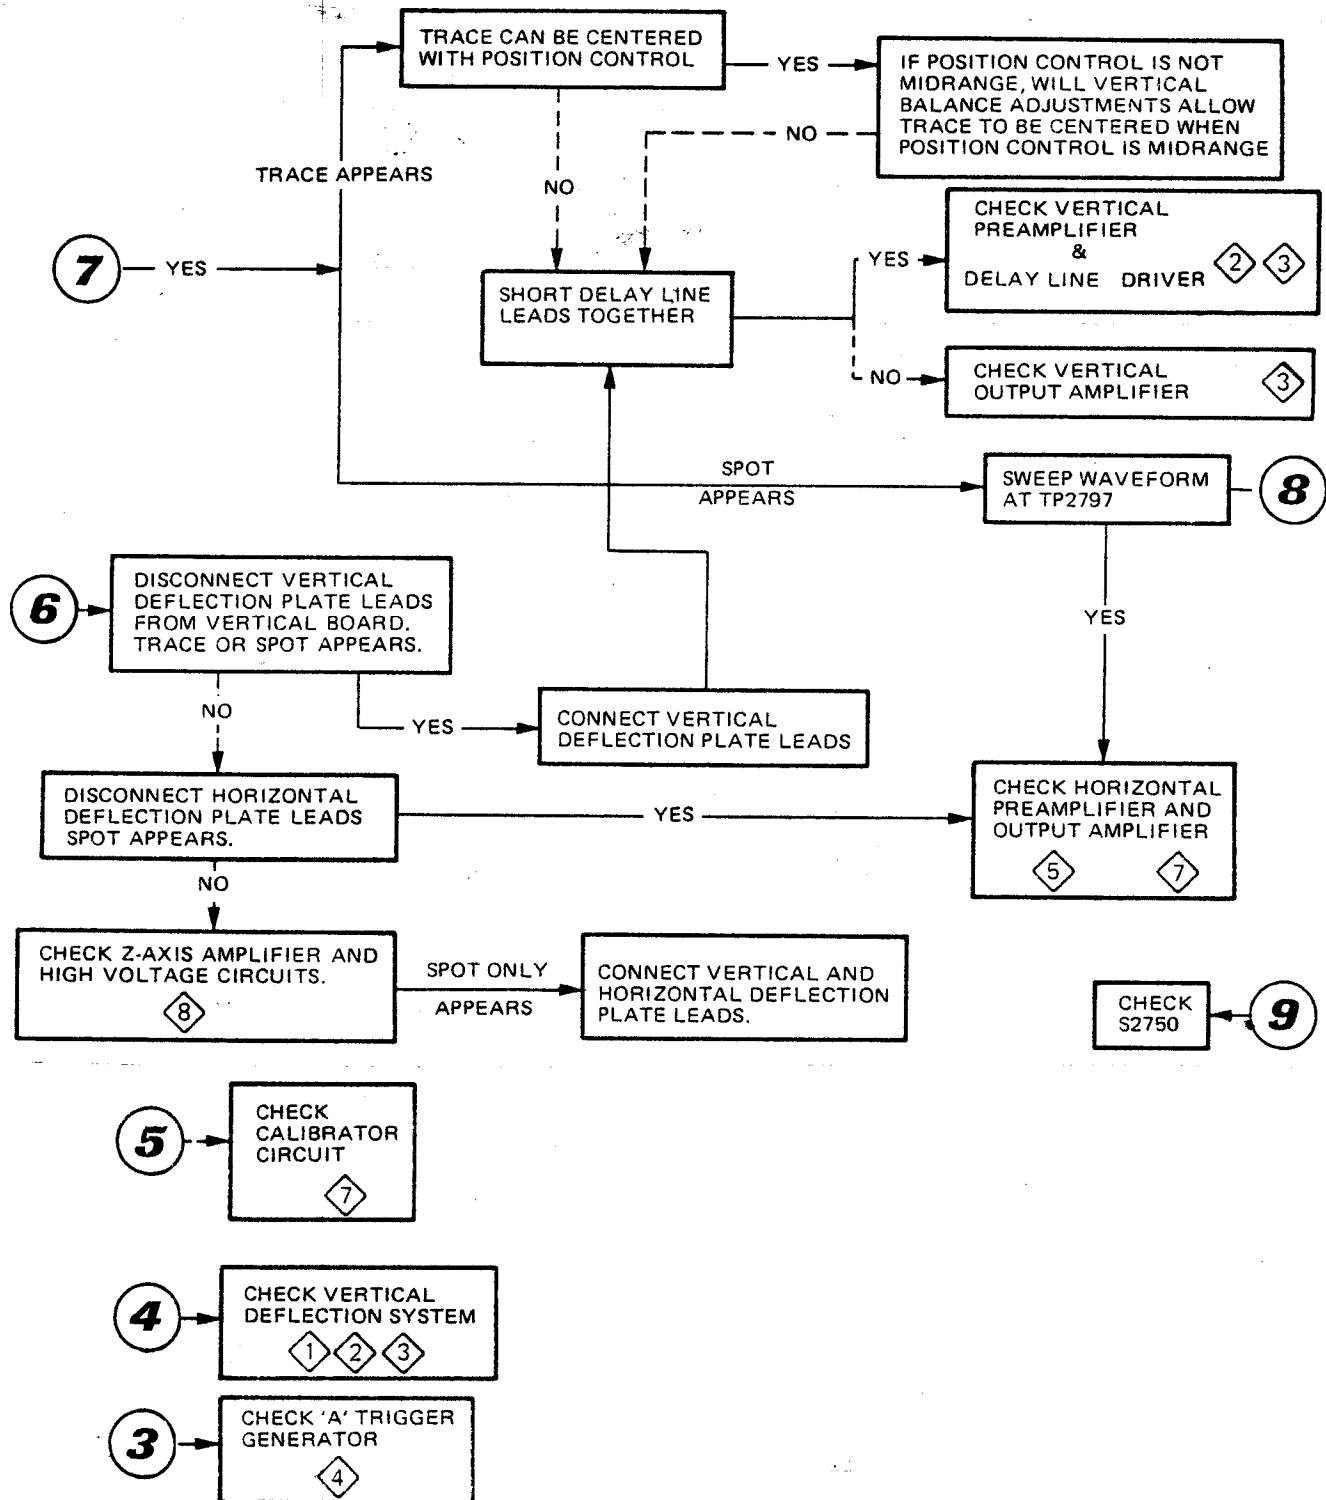 TRACE CAN BE CENTERED
WITH POSITION CONTROL
YES
IF POSITION CONTROL IS NOT
MIDRANGE, WILL VERTICAL
BALANCE ADJUSTMENTS ALLOW
TRACE TO BE CENTERED WHEN
POSITION CONTROL IS MIDRANGE
NO
NO
TRACE APPEARS
7
YES
CHECK VERTICAL
PREAMPLIFIER
&
DELAY LINE DRIVER 2 3
YES
SHORT DELAY LINE
LEADS TOGETHER
NO
CHECK VERTICAL
OUTPUT AMPLIFIER 3
SPOT
APPEARS
SWEEP WAVEFORM
AT TP2797
8
6
DISCONNECT VERTICAL
DEFLECTION PLATE LEADS
FROM VERTICAL BOARD.
TRACE OR SPOT APPEARS.
YES
NO
YES
CONNECT VERTICAL
DEFLECTION PLATE LEADS
DISCONNECT HORIZONTAL
DEFLECTION PLATE LEADS
SPOT APPEARS.
YES
CHECK HORIZONTAL
PREAMPLIFIER AND
OUTPUT AMPLIFIER
5 7
NO
CHECK Z-AXIS AMPLIFIER AND
HIGH VOLTAGE CIRCUITS.
8
SPOT ONLY
APPEARS
CONNECT VERTICAL AND
HORIZONTAL DEFLECTION
PLATE LEADS.
CHECK
S2750
9
5
CHECK
CALIBRATOR
CIRCUIT
7
4
CHECK VERTICAL
DEFLECTION SYSTEM
1 2 3
3
CHECK 'A' TRIGGER
GENERATOR
4